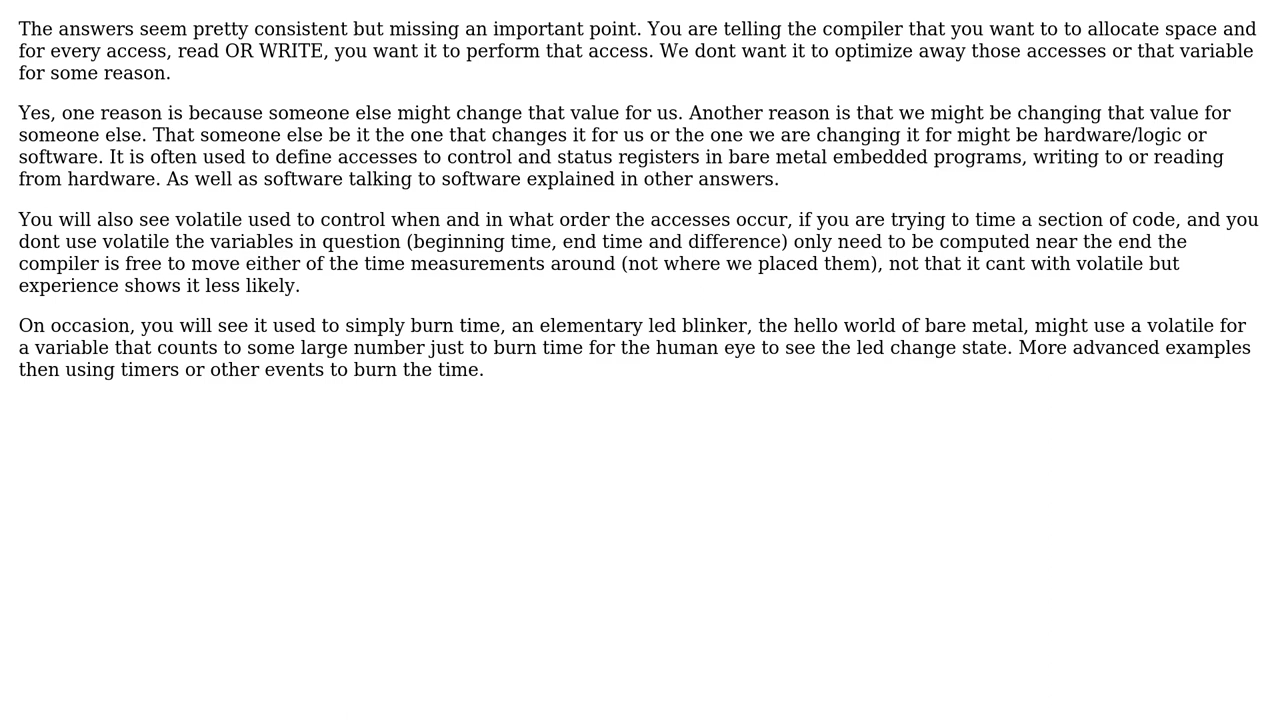 The answers seem pretty consistent but missing an important point. You are telling the compiler that you want to to allocate space and
for every access, read OR WRITE, you want it to perform that access. We dont want it to optimize away those accesses or that variable
for some reason.
Yes, one reason is because someone else might change that value for us. Another reason is that we might be changing that value for
someone else. That someone else be it the one that changes it for us or the one we are changing it for might be hardware/logic or
software. It is often used to define accesses to control and status registers in bare metal embedded programs, writing to or reading
from hardware. As well as software talking to software explained in other answers.
You will also see volatile used to control when and in what order the accesses occur, if you are trying to time a section of code, and you
dont use volatile the variables in question (beginning time, end time and difference) only need to be computed near the end the
compiler is free to move either of the time measurements around (not where we placed them), not that it cant with volatile but
experience shows it less likely.
On occasion, you will see it used to simply burn time, an elementary led blinker, the hello world of bare metal, might use a volatile for
a variable that counts to some large number just to burn time for the human eye to see the led change state. More advanced examples
then using timers or other events to burn the time.